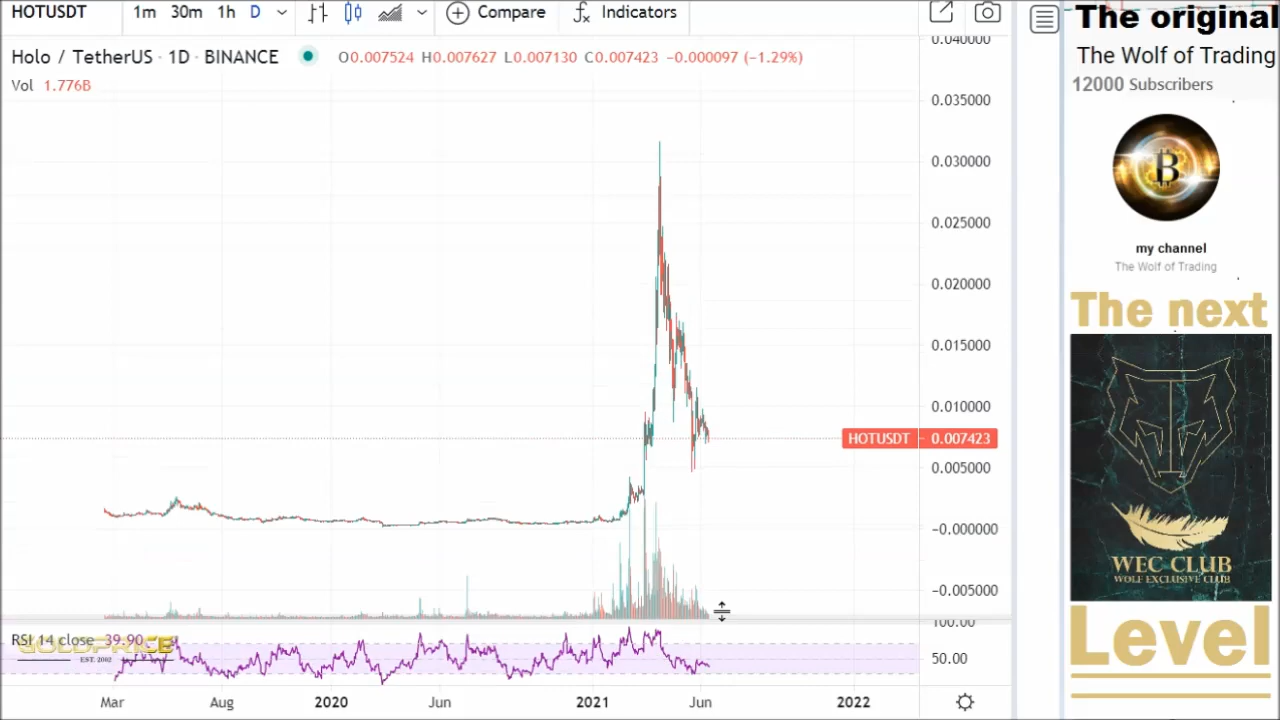 HOTUSDT 1m 30m 1h D Compare Indicators
Holo / TetherUS · 1D · BINANCE O0.007524 H0.007627 L0.007130 C0.007423 −0.000097 (−1.29%)
Vol 1.776B
0.040000
0.035000
0.030000
0.025000
0.020000
0.015000
0.010000
HOTUSDT 0.007423
0.005000
-0.000000
-0.005000
100.00
RSI 14 close 39.90
GOLDPRICE
EST. 2002
50.00
Mar Aug 2020 Jun 2021 Jun 2022
The original
The Wolf of Trading
12000 Subscribers
B
my channel
The Wolf of Trading
The next
WEC CLUB
WOLF EXCLUSIVE CLUB
Level